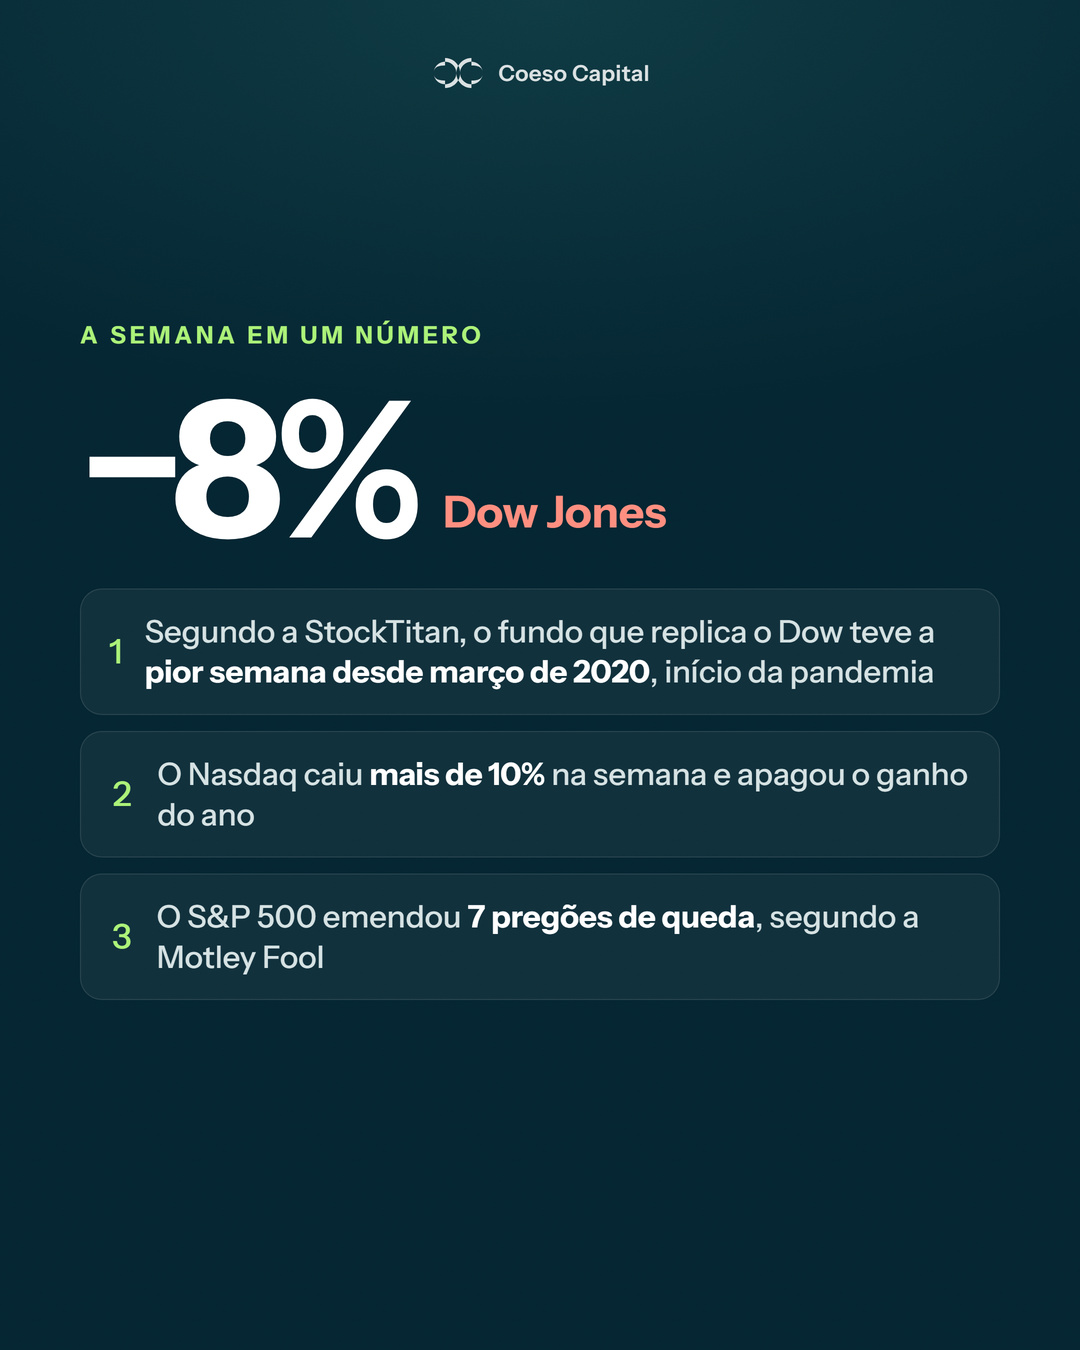 Coeso Capital
A SEMANA EM UM NÚMERO
–8% Dow Jones
1 Segundo a StockTitan, o fundo que replica o Dow teve a
pior semana desde março de 2020, início da pandemia
2 O Nasdaq caiu mais de 10% na semana e apagou o ganho
do ano
3 O S&P 500 emendou 7 pregões de queda, segundo a
Motley Fool